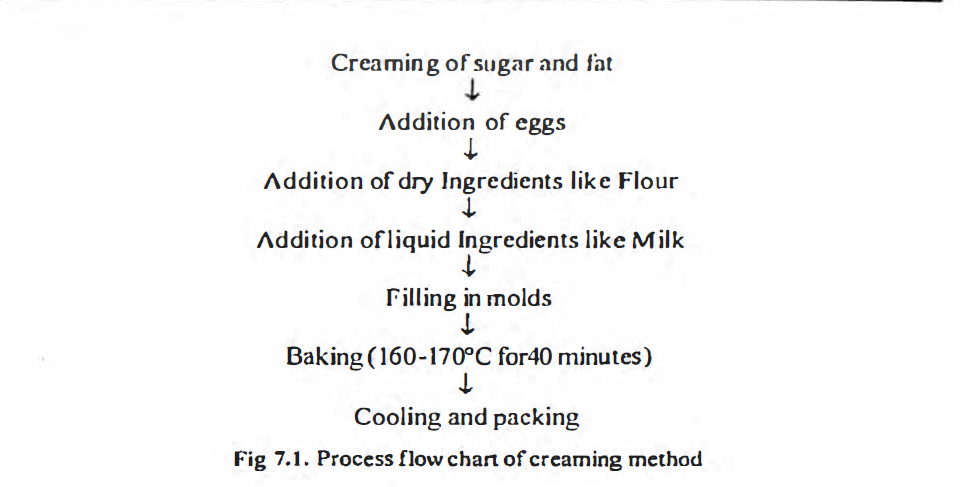 Creaming of sugar and fat
↓
Addition of eggs
↓
Addition of dry Ingredients like Flour
↓
Addition of liquid Ingredients like Milk
↓
Filling in molds
↓
Baking (160-170°C for40 minutes)
↓
Cooling and packing
Fig 7.1. Process flow chart of creaming method